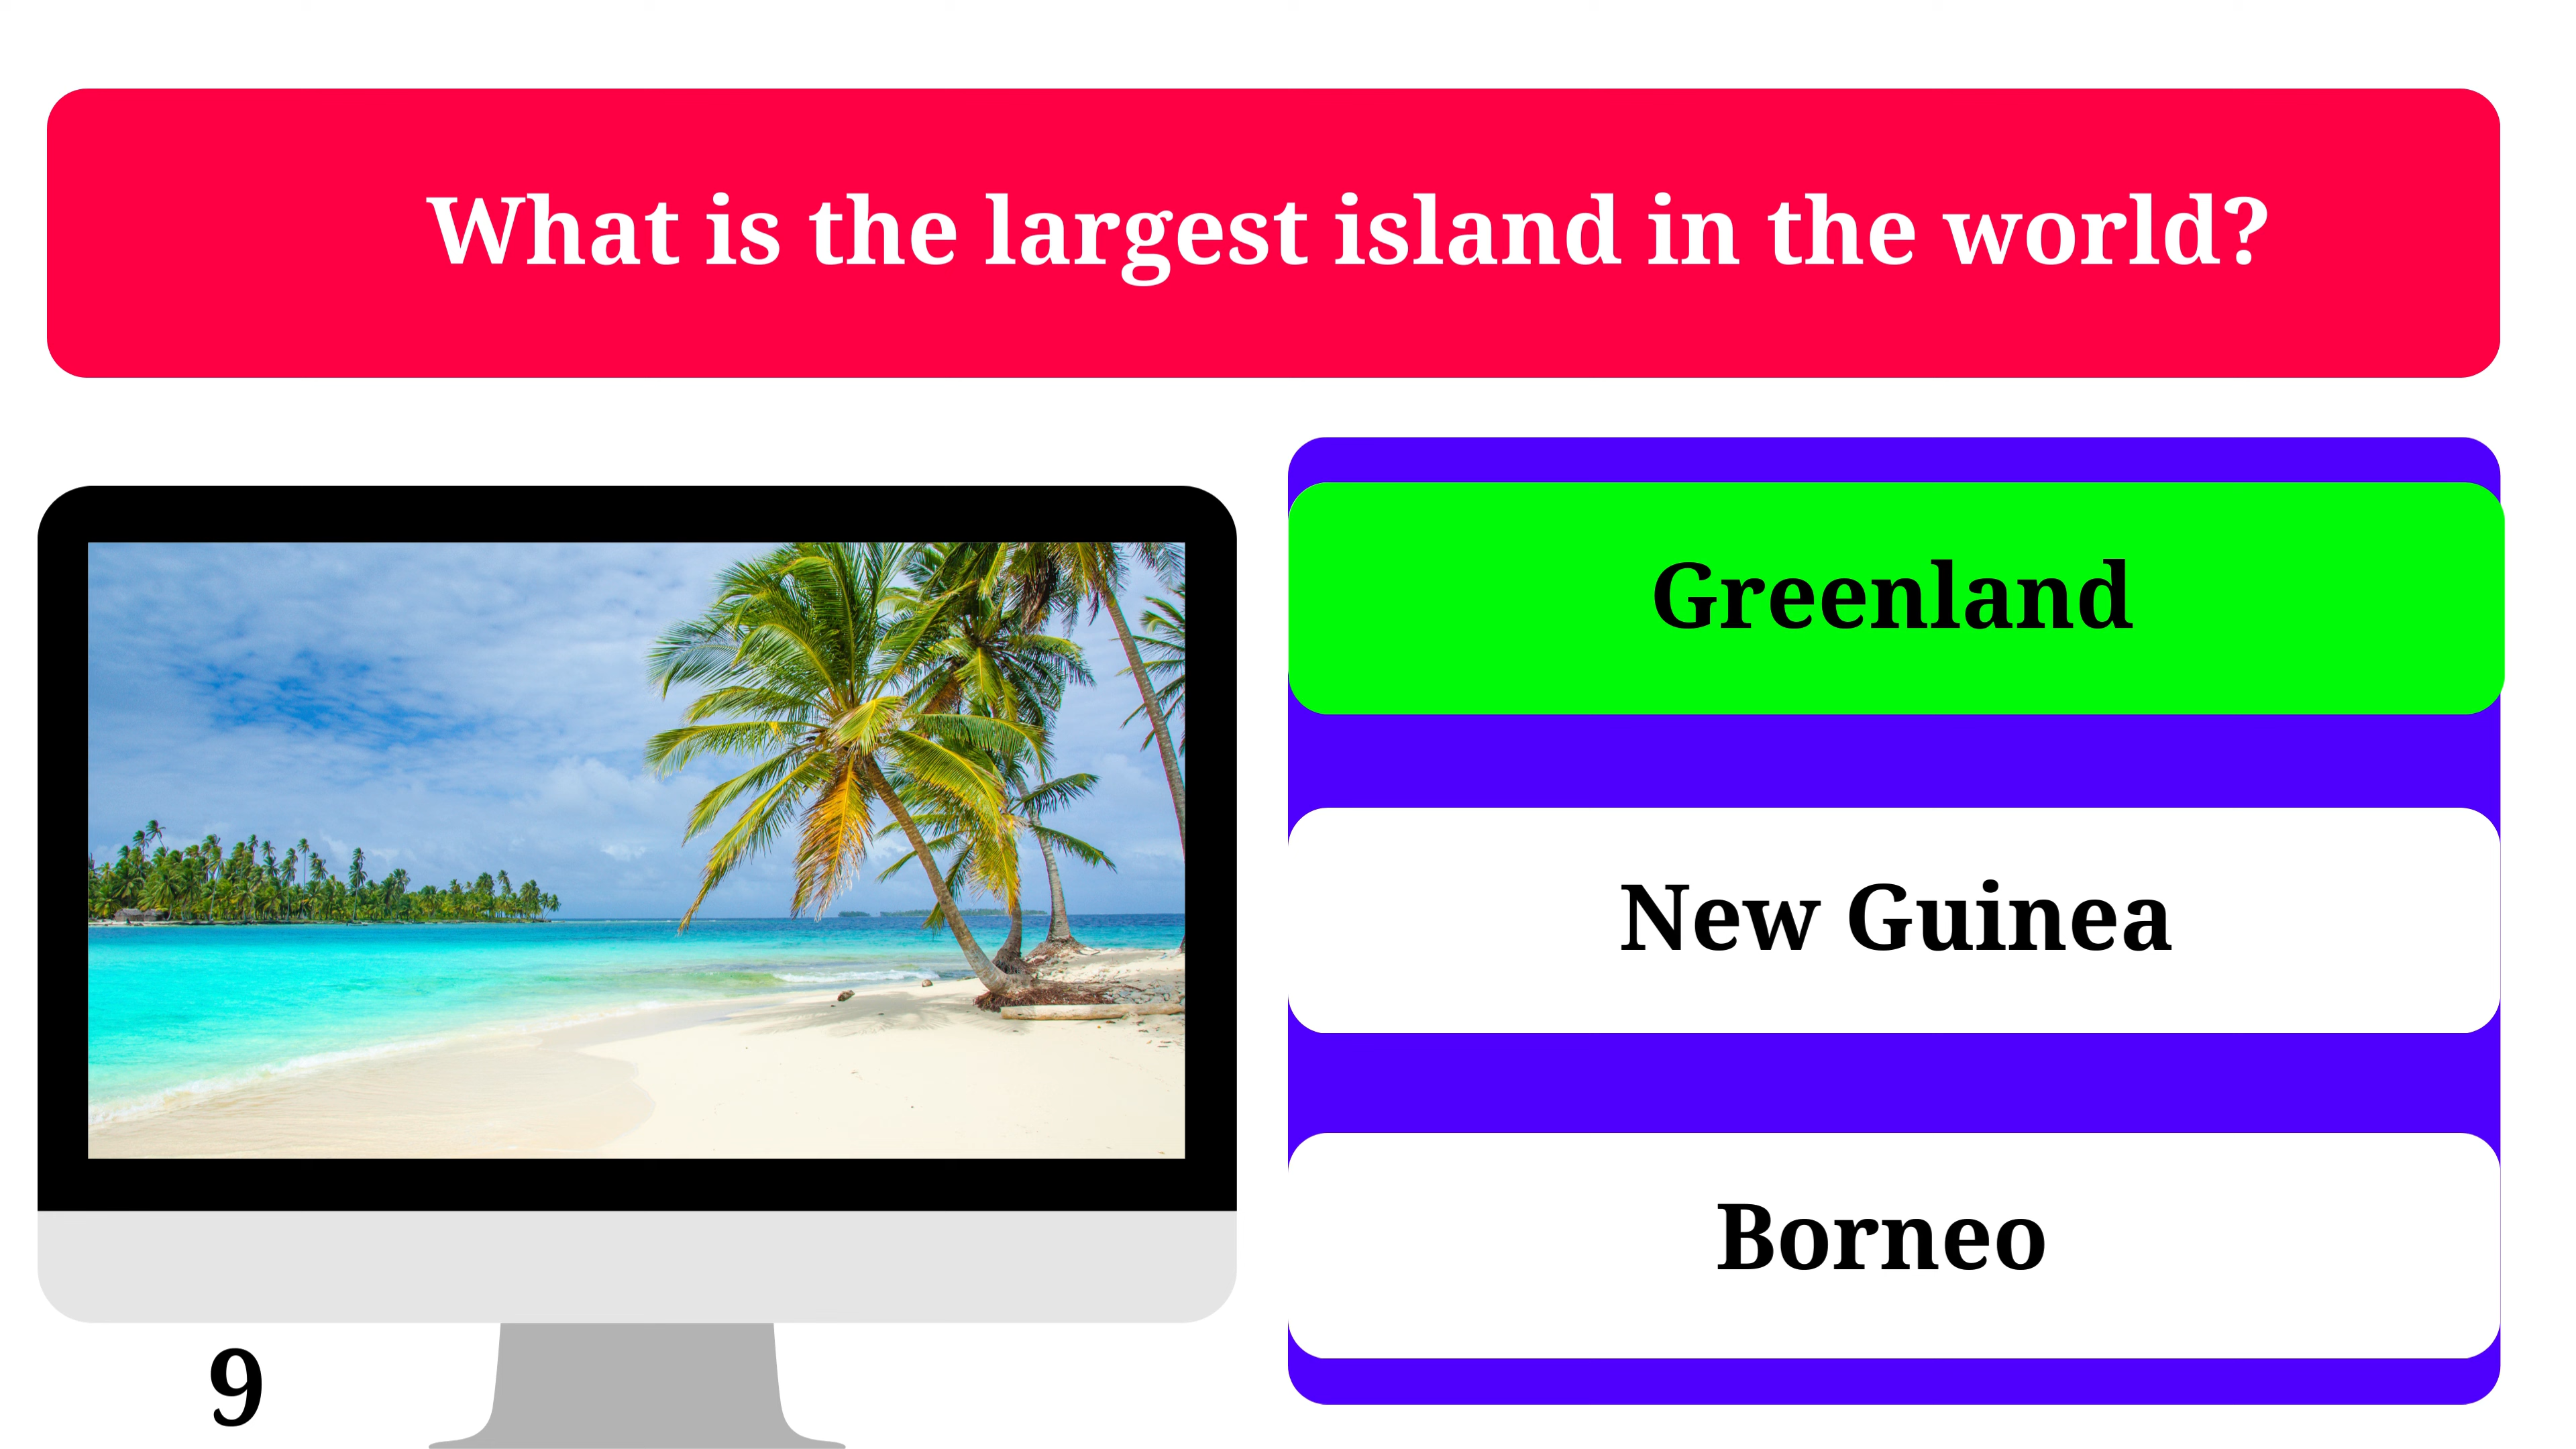 What is the largest island in the world?
Greenland
New Guinea
Borneo
9